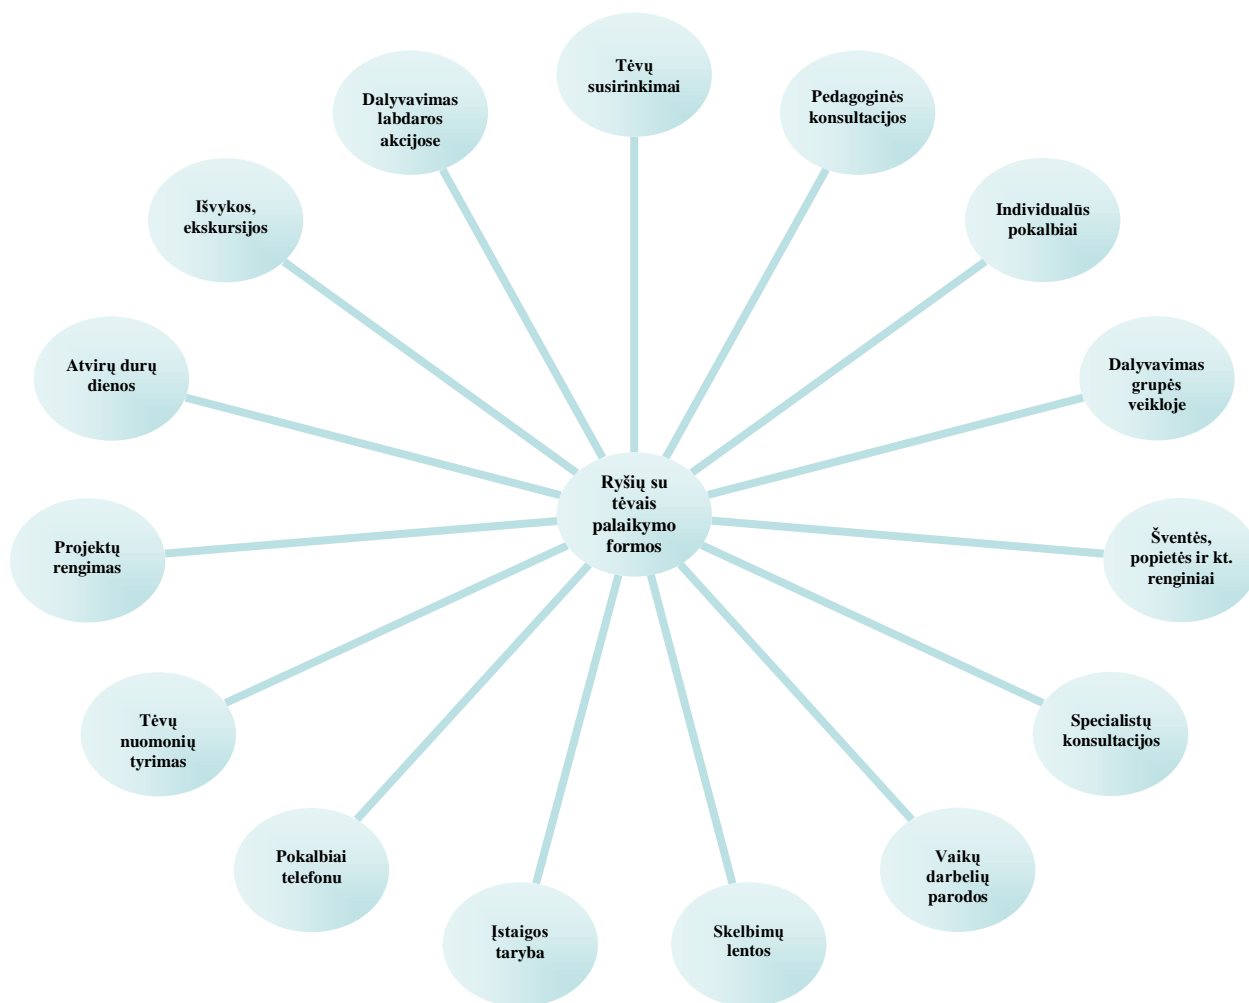 Tėvų
susirinkimai
Pedagoginės
konsultacijos
Individualūs
pokalbiai
Dalyvavimas
grupės
veikloje
Šventės,
popietės ir kt.
renginiai
Specialistų
konsultacijos
Vaikų
darbelių
parodos
Skelbimų
lentos
Įstaigos
taryba
Pokalbiai
telefonu
Tėvų
nuomonių
tyrimas
Projektų
rengimas
Atvirų durų
dienos
Išvykos,
ekskursijos
Dalyvavimas
labdaros
akcijose
Ryšių su
tėvais
palaikymo
formos